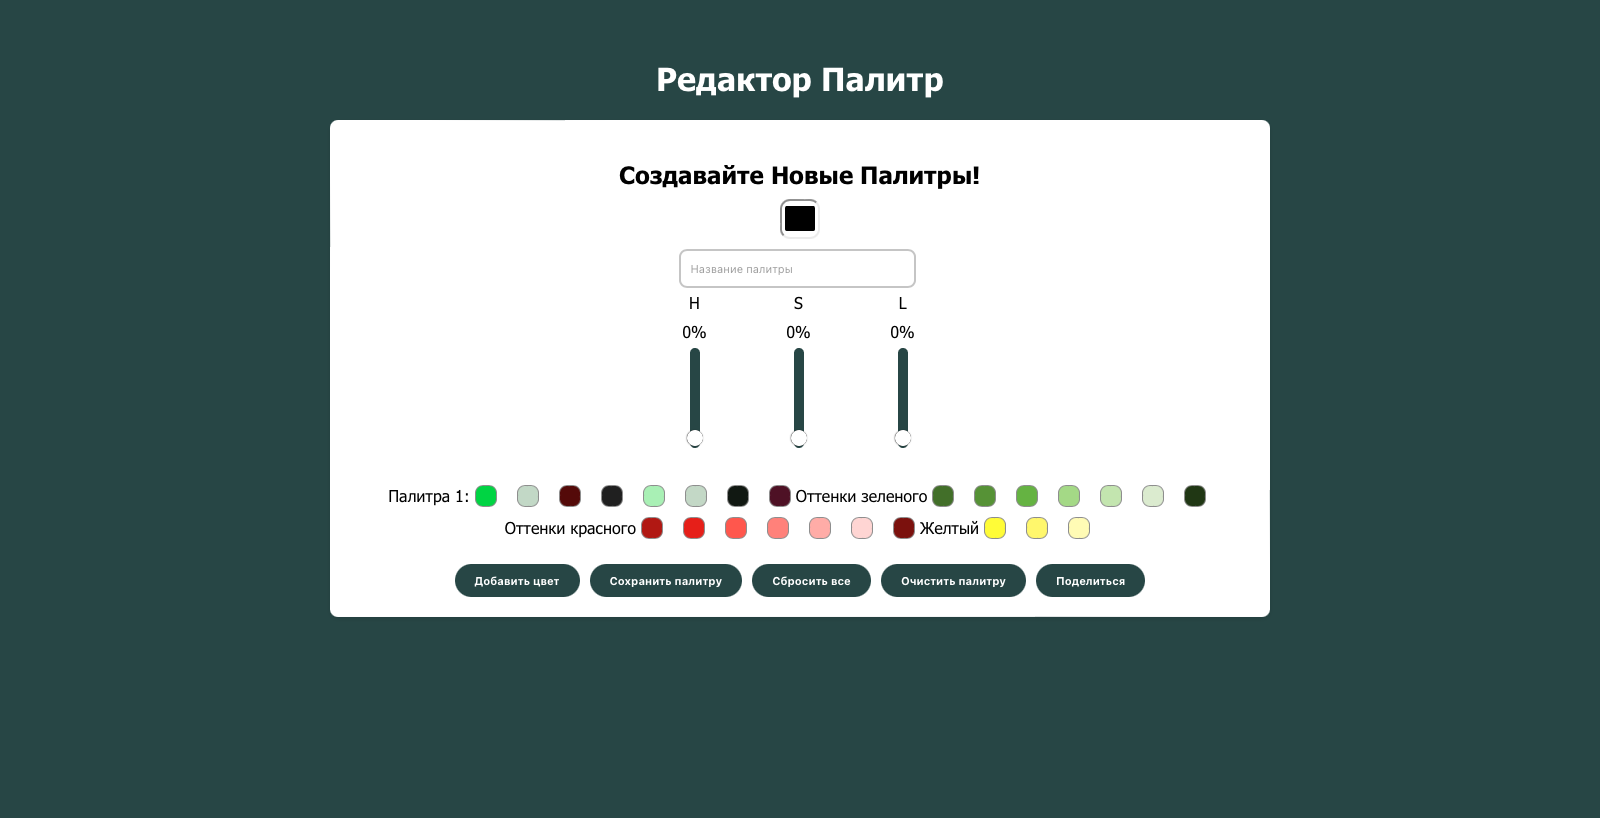 Редактор Палитр
Создавайте Новые Палитры!
Название палитры
H S L
0% 0% 0%
Палитра 1: Оттенки зеленого
Оттенки красного Желтый
Добавить цвет Сохранить палитру Сбросить все Очистить палитру Поделиться